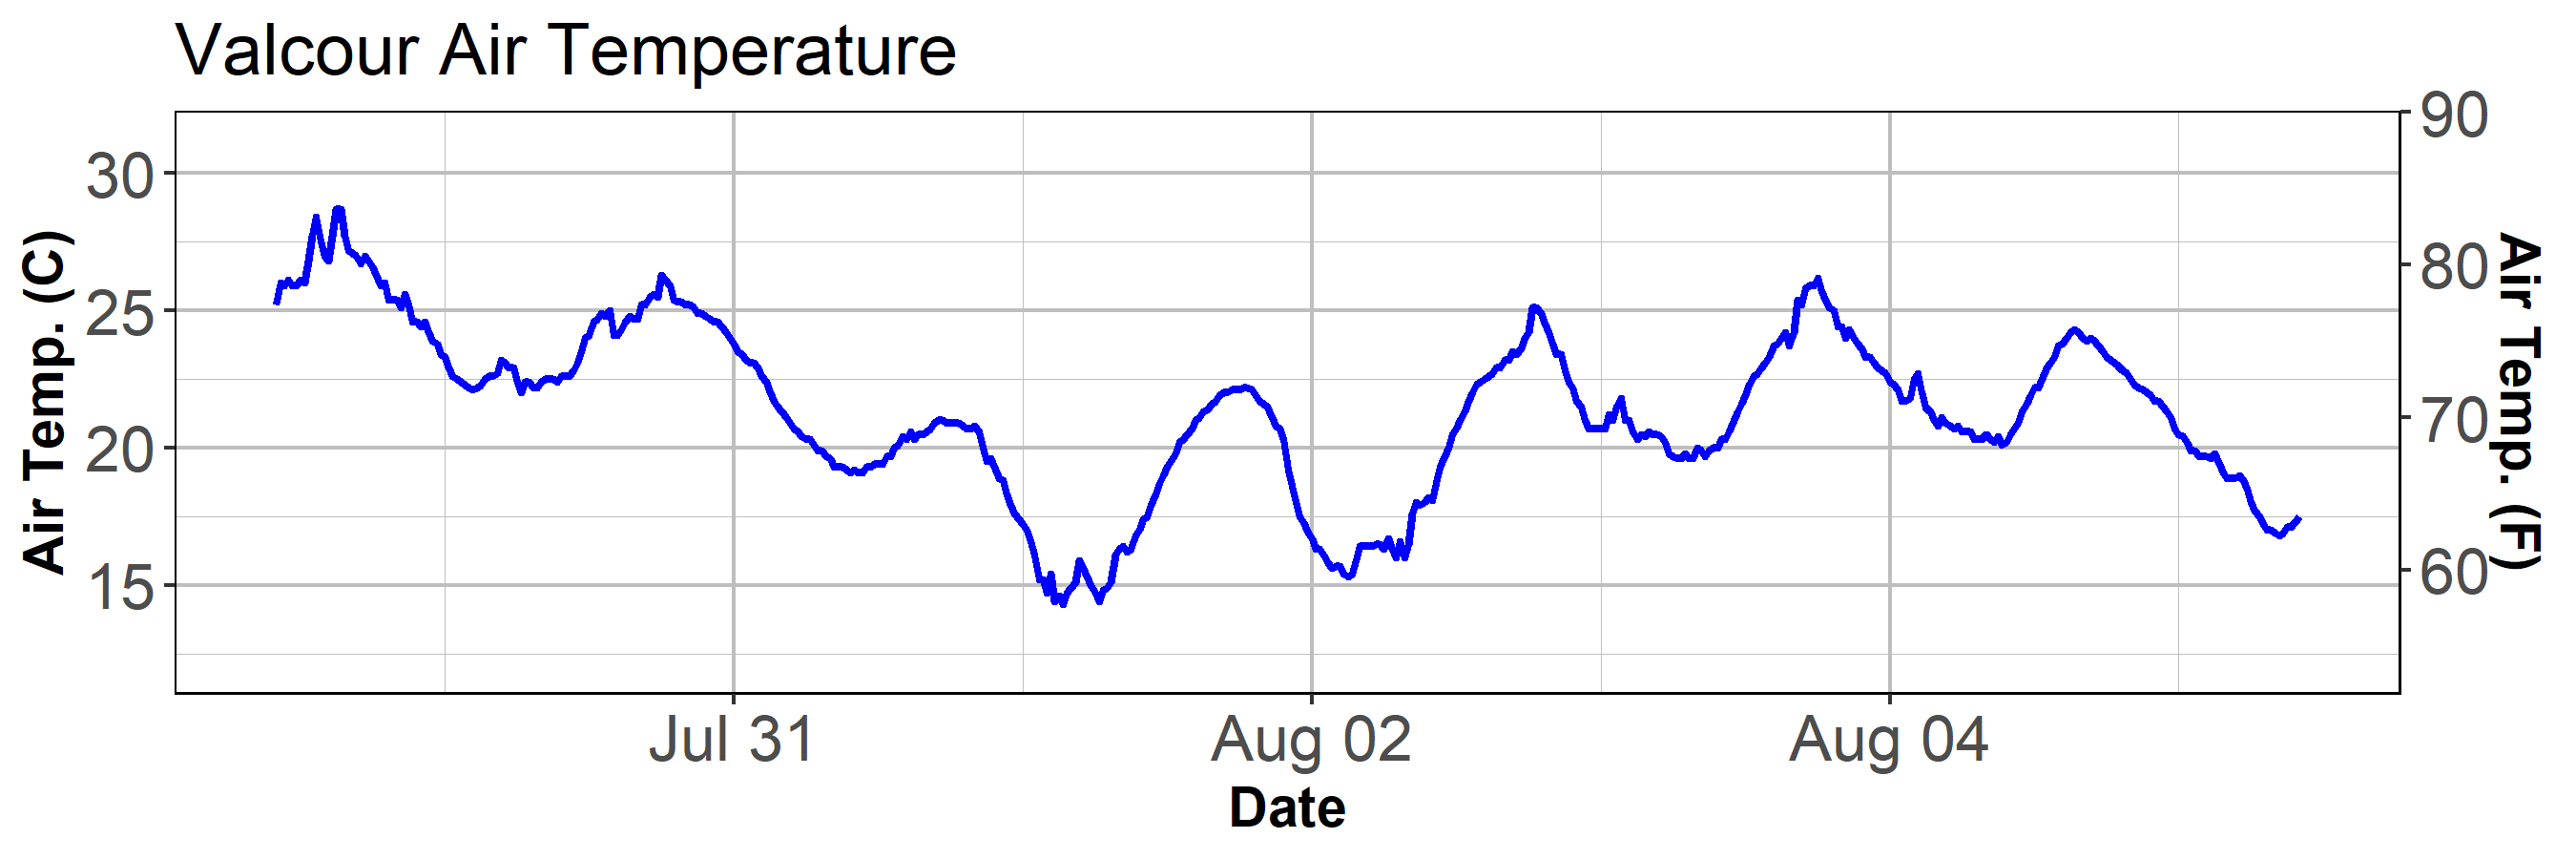 Valcour Air Temperature
Air Temp. (C)
30
25
20
15
90
80
70
60
Air Temp. (F)
Jul 31
Aug 02
Aug 04
Date